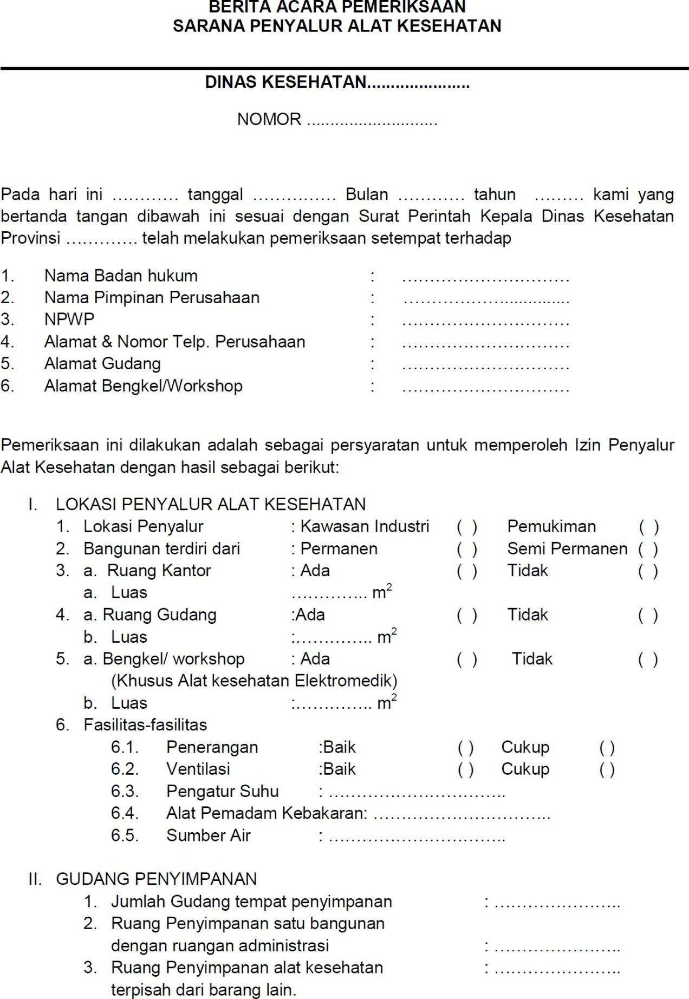 BERITA ACARA PEMERIKSAAN
SARANA PENYALUR ALAT KESEHATAN
DINAS KESEHATAN......................
NOMOR ............................
Pada hari ini ………… tanggal …………… Bulan ………… tahun ……… kami yang
bertanda tangan dibawah ini sesuai dengan Surat Perintah Kepala Dinas Kesehatan
Provinsi …………. telah melakukan pemeriksaan setempat terhadap
1. Nama Badan hukum : …………………………
2. Nama Pimpinan Perusahaan : ………………..............
3. NPWP : …………………………
4. Alamat & Nomor Telp. Perusahaan : …………………………
5. Alamat Gudang : …………………………
6. Alamat Bengkel/Workshop : …………………………
Pemeriksaan ini dilakukan adalah sebagai persyaratan untuk memperoleh Izin Penyalur
Alat Kesehatan dengan hasil sebagai berikut:
I. LOKASI PENYALUR ALAT KESEHATAN
1. Lokasi Penyalur : Kawasan Industri ( ) Pemukiman ( )
2. Bangunan terdiri dari : Permanen ( ) Semi Permanen ( )
3. a. Ruang Kantor : Ada ( ) Tidak ( )
a. Luas ………….. m²
4. a. Ruang Gudang :Ada ( ) Tidak ( )
b. Luas :………….. m²
5. a. Bengkel/ workshop : Ada ( ) Tidak ( )
(Khusus Alat kesehatan Elektromedik)
b. Luas :………….. m²
6. Fasilitas-fasilitas
6.1. Penerangan :Baik ( ) Cukup ( )
6.2. Ventilasi :Baik ( ) Cukup ( )
6.3. Pengatur Suhu : …………………………..
6.4. Alat Pemadam Kebakaran: …………………………..
6.5. Sumber Air : …………………………..
II. GUDANG PENYIMPANAN
1. Jumlah Gudang tempat penyimpanan : …………………..
2. Ruang Penyimpanan satu bangunan
dengan ruangan administrasi : …………………..
3. Ruang Penyimpanan alat kesehatan : …………………..
terpisah dari barang lain.